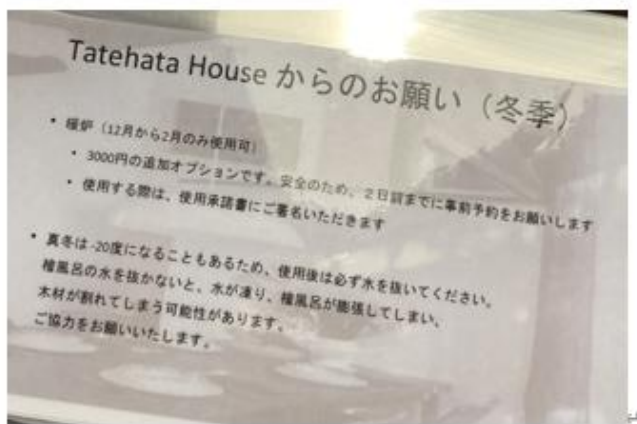 Tatehata House からのお願い（冬季）
• 暖炉（12月から2月のみ使用可）
• 3000円の追加オプションです。安全のため、２日前までに事前予約をお願いします
• 使用する際は、使用承諾書にご署名いただきます
• 真冬は-20度になることもあるため、使用後は必ず水を抜いてください。
檜風呂の水を抜かないと、水が凍り、檜風呂が膨張してしまい、
木材が割れてしまう可能性があります。
ご協力をお願いいたします。